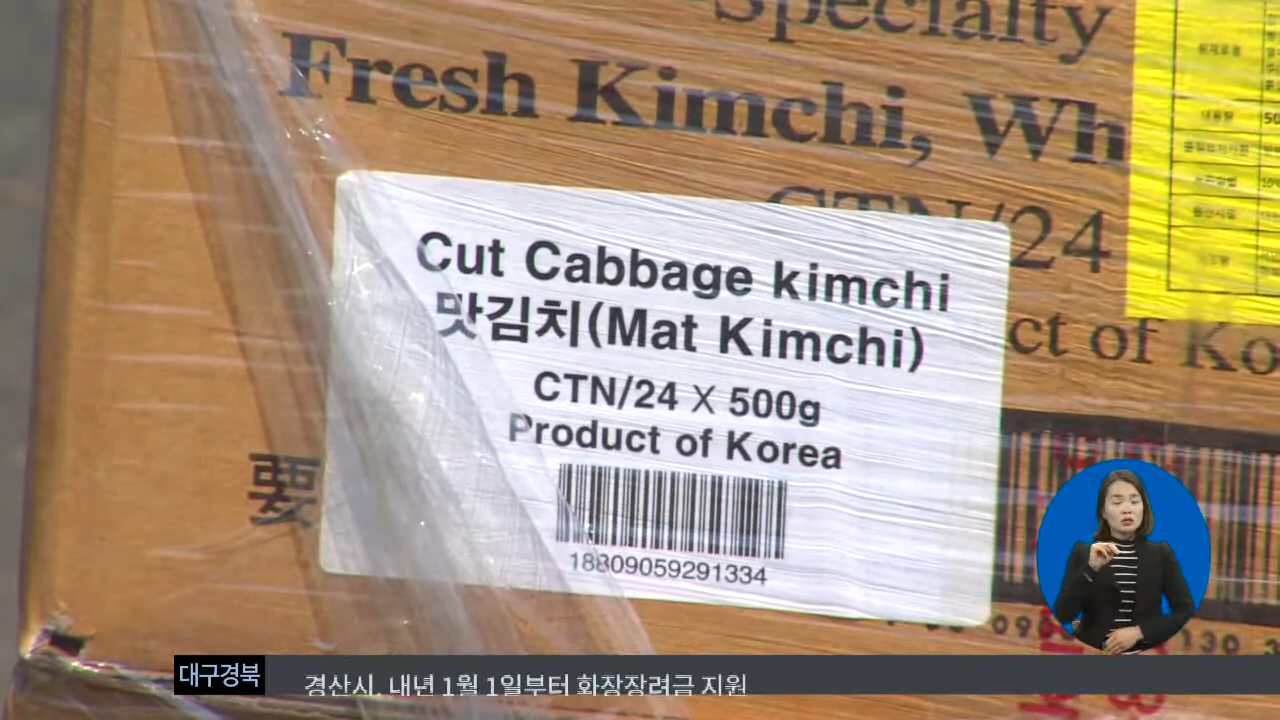 -Specialty
Fresh Kimchi, Wh
CTN/24
Cut Cabbage kimchi
맛김치(Mat Kimchi)
CTN/24 X 500g
Product of Korea
18809059291334
ct of Ko
대구경북
경산시, 내년 1월 1일부터 화장장려금 지원